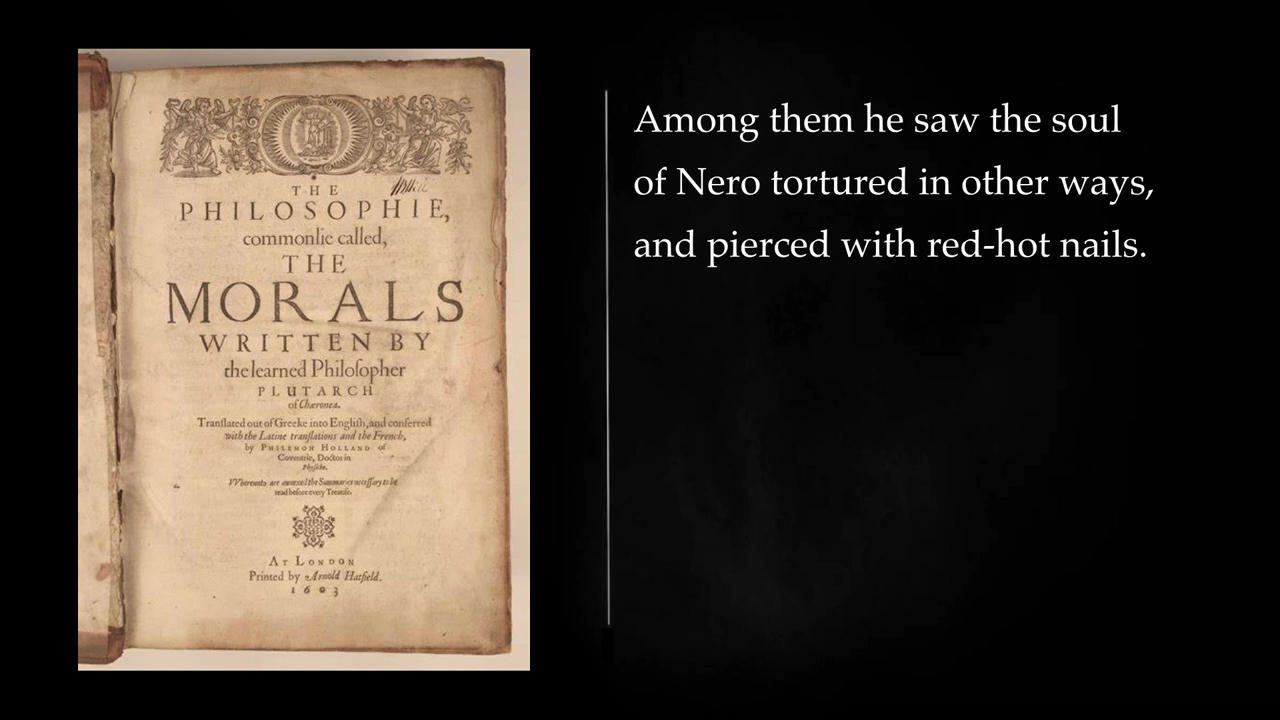 THE
PHILOSOPHIE,
commonlie called,
THE
MORALS
WRITTEN BY
the learned Philoſopher
PLUTARCH
of Chæronea.
Tranſlated out of Greeke into Engliſh, and conferred
with the Latine tranſlations and the French,
by PHILEMON HOLLAND of
Coventrie, Doctor in
Phyſicke.
VVhereunto are annexed the Summaries neceſſary to be
read before every Treatiſe.
AT LONDON
Printed by Arnold Hatfield.
1603
Among them he saw the soul
of Nero tortured in other ways,
and pierced with red-hot nails.